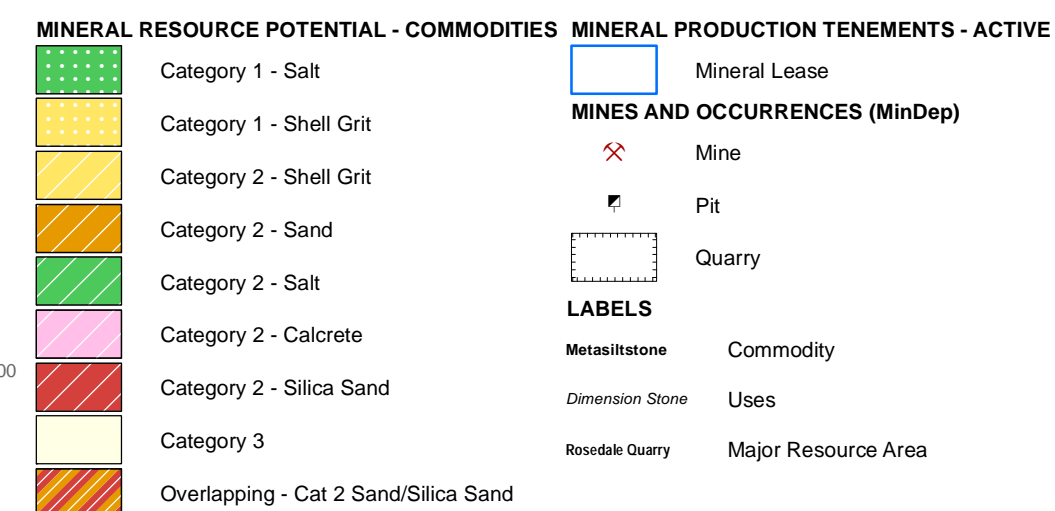 MINERAL RESOURCE POTENTIAL - COMMODITIES
Category 1 - Salt
Category 1 - Shell Grit
Category 2 - Shell Grit
Category 2 - Sand
Category 2 - Salt
Category 2 - Calcrete
00
Category 2 - Silica Sand
Category 3
Overlapping - Cat 2 Sand/Silica Sand
MINERAL PRODUCTION TENEMENTS - ACTIVE
Mineral Lease
MINES AND OCCURRENCES (MinDep)
Mine
Pit
Quarry
LABELS
Metasiltstone Commodity
Dimension Stone Uses
Rosedale Quarry Major Resource Area